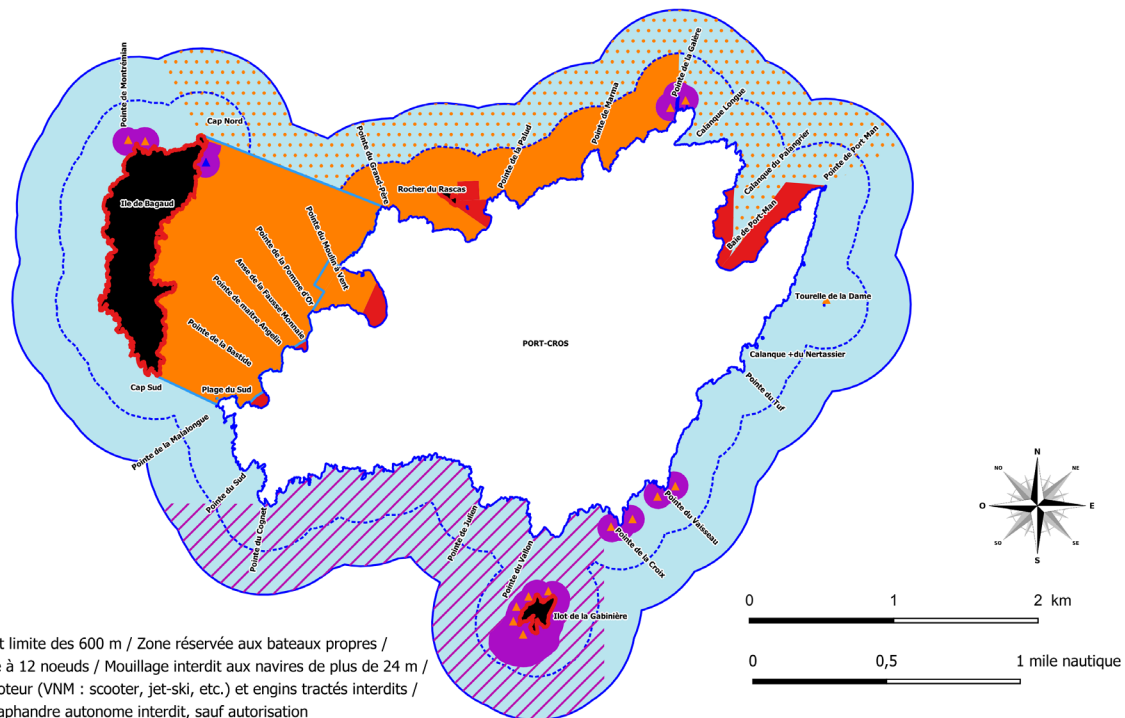 Pointe de Montrémian
Cap Nord
Pointe de la Galère
Pointe de Marma
Calanque Longue
Pointe du Grand-Père
Pointe de la Palud
Calanque du Palangrier
Pointe de Port Man
Rocher du Rascas
Ile de Bagaud
Pointe du Moulin à Vent
Baie de Port-Man
Pointe de la Pomme d'Or
Anse de la Fausse Monnaie
Pointe de maître Angelin
Pointe de la Bastide
Tourelle de la Dame
PORT-CROS
Calanque +du Nertassier
Cap Sud
Plage du Sud
Pointe du Tuf
Pointe de la Malalongue
Pointe du Sud
Pointe du Cognet
Pointe de Julien
Pointe du Vaisseau
Pointe de la Croix
Pointe du Vallon
Ilot de la Gabinière
N
NO
NE
O
E
SO
SE
S
0 1 2 km
0 0,5 1 mile nautique
t limite des 600 m / Zone réservée aux bateaux propres /
e à 12 noeuds / Mouillage interdit aux navires de plus de 24 m /
oteur (VNM : scooter, jet-ski, etc.) et engins tractés interdits /
aphandre autonome interdit, sauf autorisation